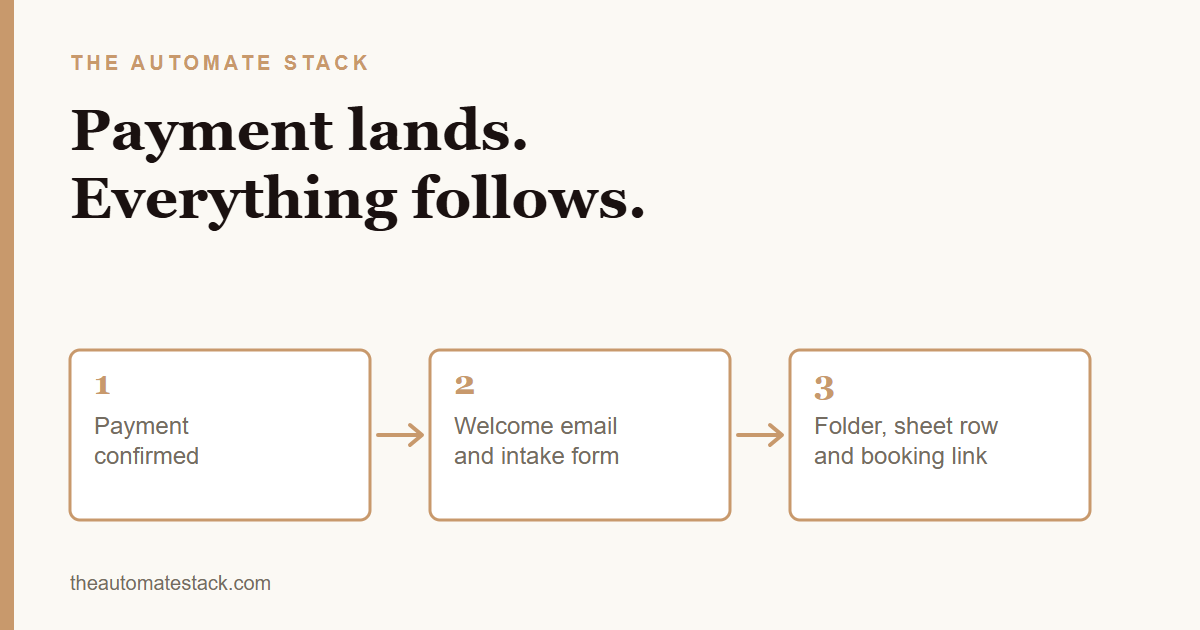 THE AUTOMATE STACK
Payment lands.
Everything follows.
1
Payment
confirmed
2
Welcome email
and intake form
3
Folder, sheet row
and booking link
theautomatestack.com